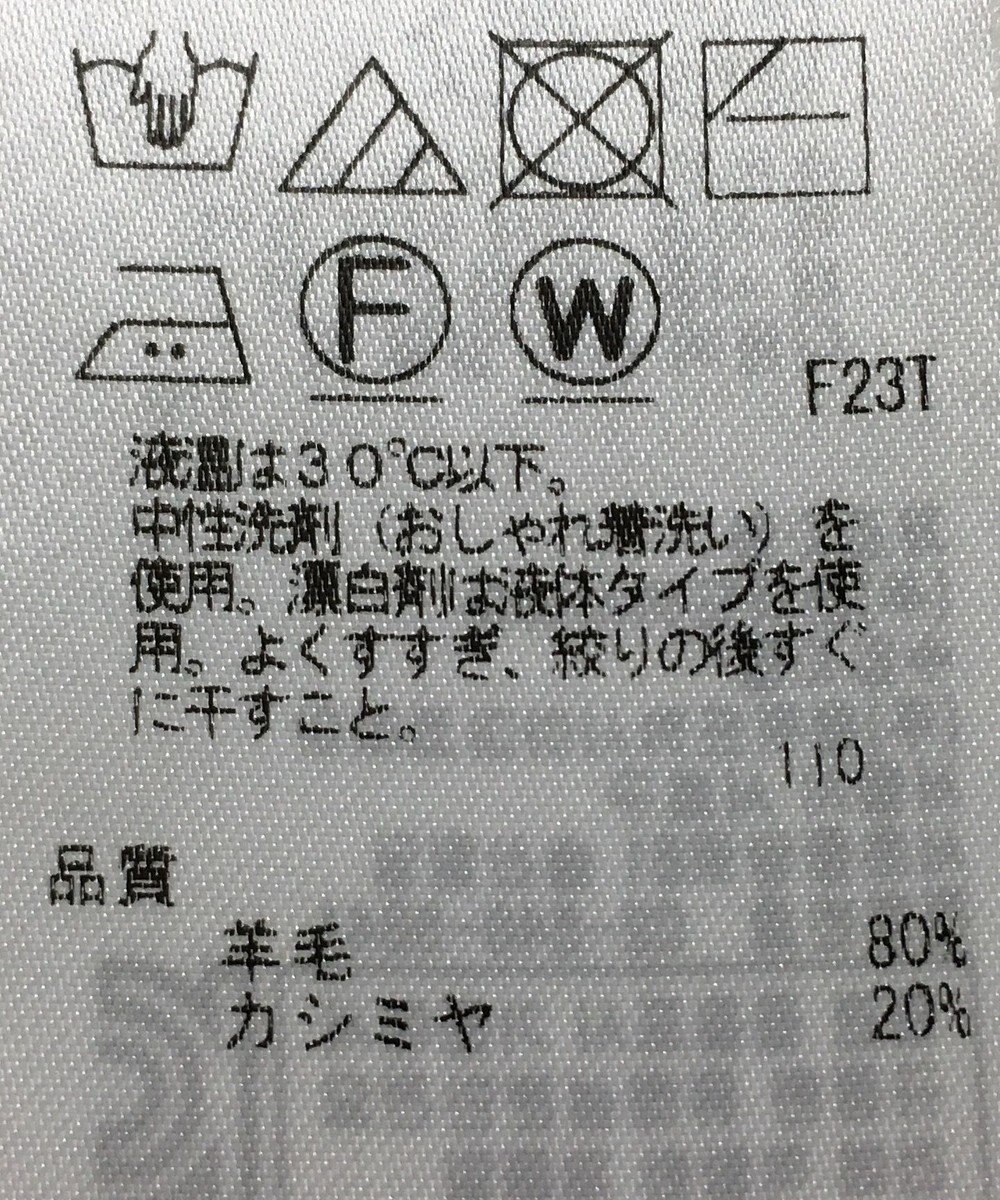 F
W
F23T
液温は30℃以下。
中性洗剤（おしゃれ着洗い）を
使用。漂白剤は液体タイプを使
用。よくすすぎ、絞りの後すぐ
に干すこと。
110
品質
羊毛 80%
カシミヤ 20%